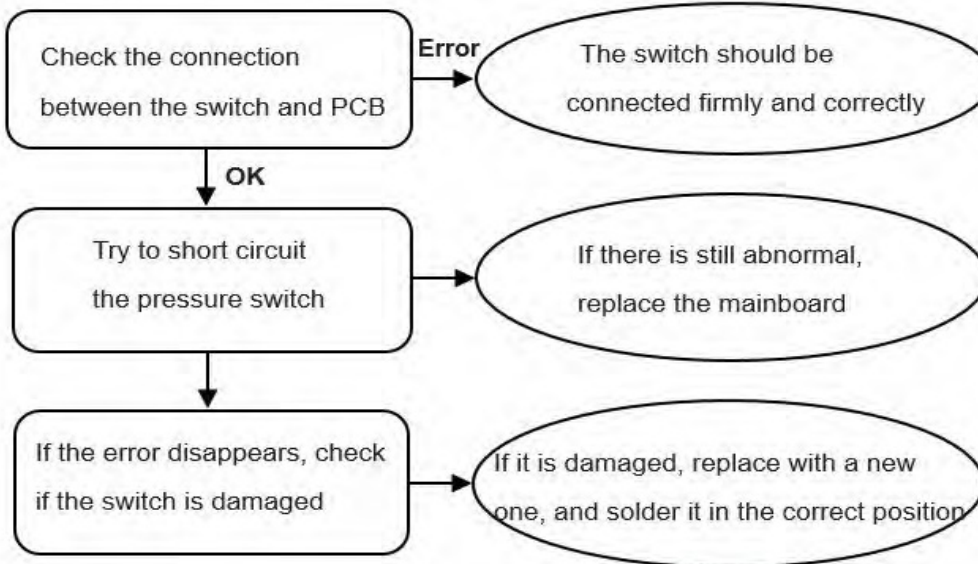 Check the connection
between the switch and PCB
Error
The switch should be
connected firmly and correctly
OK
Try to short circuit
the pressure switch
If there is still abnormal,
replace the mainboard
If the error disappears, check
if the switch is damaged
If it is damaged, replace with a new
one, and solder it in the correct position